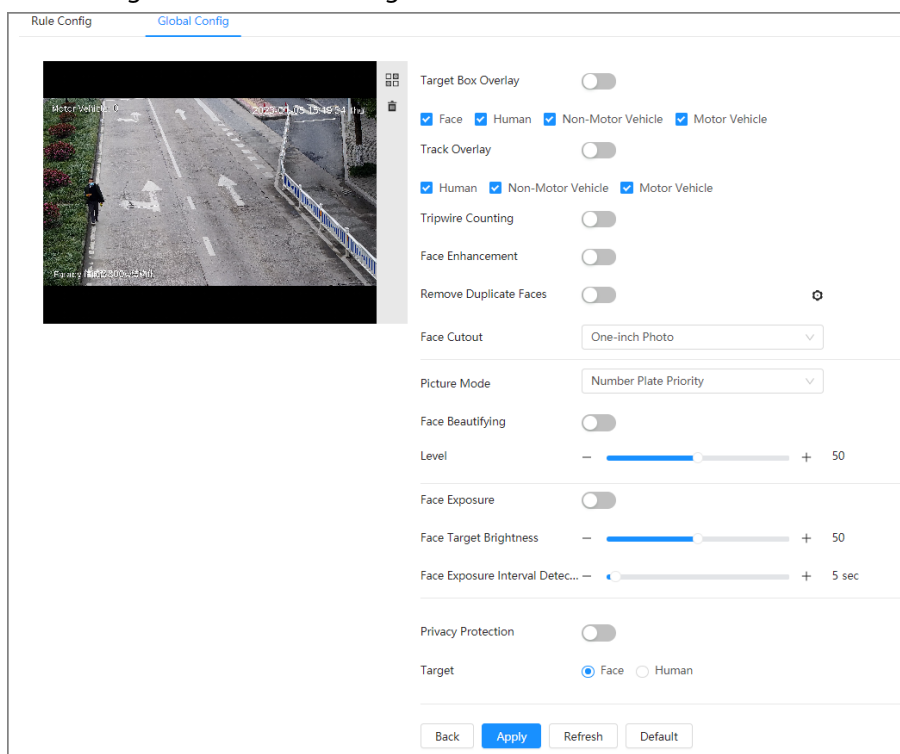 Rule Config Global Config
Motor Vehicle: 0
Target Box Overlay
Face Human Non-Motor Vehicle Motor Vehicle
Track Overlay
Human Non-Motor Vehicle Motor Vehicle
Tripwire Counting
Face Enhancement
Remove Duplicate Faces
Face Cutout One-inch Photo
Picture Mode Number Plate Priority
Face Beautifying
Level − + 50
Face Exposure
Face Target Brightness − + 50
Face Exposure Interval Detec... − + 5 sec
Privacy Protection
Target Face Human
Back Apply Refresh Default